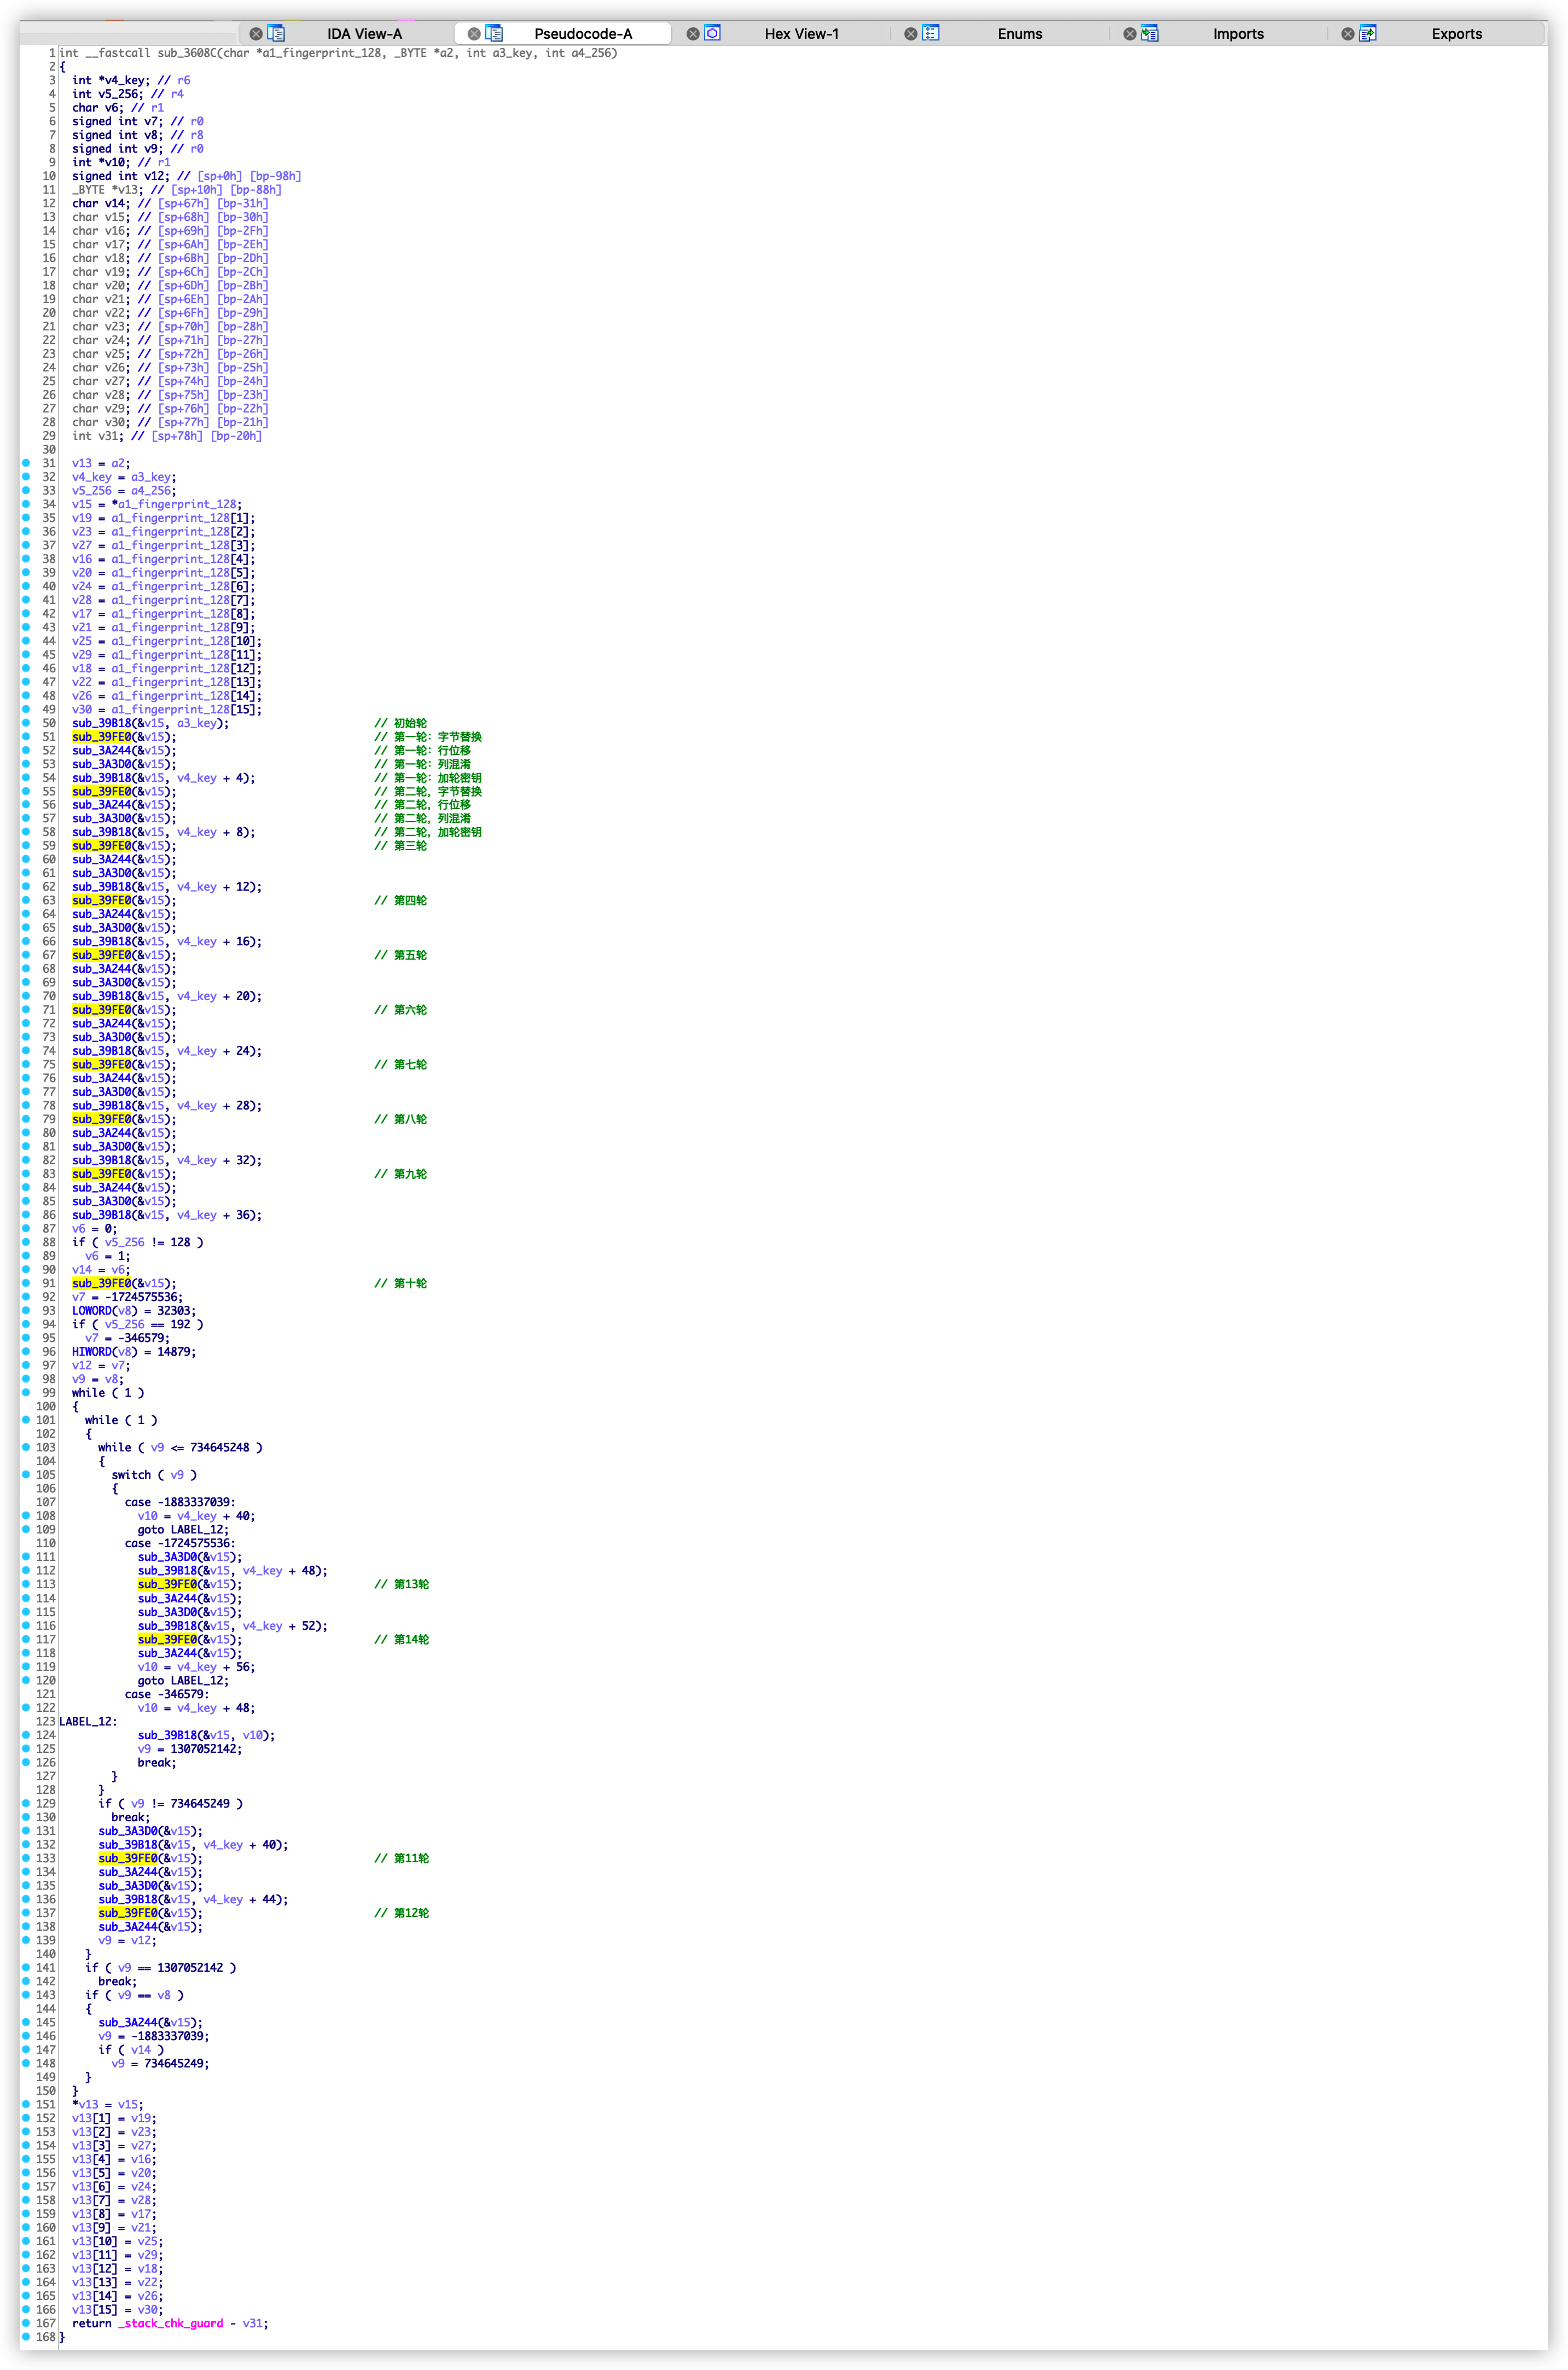 IDA View-A Pseudocode-A Hex View-1 Enums Imports Exports
1 int __fastcall sub_3608C(char *a1_fingerprint_128, _BYTE *a2, int a3_key, int a4_256)
2 {
3 int *v4_key; // r6
4 int v5_256; // r4
5 char v6; // r1
6 signed int v7; // r0
7 signed int v8; // r8
8 signed int v9; // r0
9 int *v10; // r1
10 signed int v12; // [sp+0h] [bp-98h]
11 _BYTE *v13; // [sp+10h] [bp-88h]
12 char v14; // [sp+67h] [bp-31h]
13 char v15; // [sp+68h] [bp-30h]
14 char v16; // [sp+69h] [bp-2Fh]
15 char v17; // [sp+6Ah] [bp-2Eh]
16 char v18; // [sp+6Bh] [bp-2Dh]
17 char v19; // [sp+6Ch] [bp-2Ch]
18 char v20; // [sp+6Dh] [bp-2Bh]
19 char v21; // [sp+6Eh] [bp-2Ah]
20 char v22; // [sp+6Fh] [bp-29h]
21 char v23; // [sp+70h] [bp-28h]
22 char v24; // [sp+71h] [bp-27h]
23 char v25; // [sp+72h] [bp-26h]
24 char v26; // [sp+73h] [bp-25h]
25 char v27; // [sp+74h] [bp-24h]
26 char v28; // [sp+75h] [bp-23h]
27 char v29; // [sp+76h] [bp-22h]
28 char v30; // [sp+77h] [bp-21h]
29 int v31; // [sp+78h] [bp-20h]
30
31 v13 = a2;
32 v4_key = a3_key;
33 v5_256 = a4_256;
34 v15 = *a1_fingerprint_128;
35 v19 = a1_fingerprint_128[1];
36 v23 = a1_fingerprint_128[2];
37 v27 = a1_fingerprint_128[3];
38 v16 = a1_fingerprint_128[4];
39 v20 = a1_fingerprint_128[5];
40 v24 = a1_fingerprint_128[6];
41 v28 = a1_fingerprint_128[7];
42 v17 = a1_fingerprint_128[8];
43 v21 = a1_fingerprint_128[9];
44 v25 = a1_fingerprint_128[10];
45 v29 = a1_fingerprint_128[11];
46 v18 = a1_fingerprint_128[12];
47 v22 = a1_fingerprint_128[13];
48 v26 = a1_fingerprint_128[14];
49 v30 = a1_fingerprint_128[15];
50 sub_39B18(&v15, a3_key); // 初始轮
51 sub_39FE0(&v15); // 第一轮：字节替换
52 sub_3A244(&v15); // 第一轮：行位移
53 sub_3A3D0(&v15); // 第一轮：列混淆
54 sub_39B18(&v15, v4_key + 4); // 第一轮：加轮密钥
55 sub_39FE0(&v15); // 第二轮，字节替换
56 sub_3A244(&v15); // 第二轮，行位移
57 sub_3A3D0(&v15); // 第二轮，列混淆
58 sub_39B18(&v15, v4_key + 8); // 第二轮，加轮密钥
59 sub_39FE0(&v15); // 第三轮
60 sub_3A244(&v15);
61 sub_3A3D0(&v15);
62 sub_39B18(&v15, v4_key + 12);
63 sub_39FE0(&v15); // 第四轮
64 sub_3A244(&v15);
65 sub_3A3D0(&v15);
66 sub_39B18(&v15, v4_key + 16);
67 sub_39FE0(&v15); // 第五轮
68 sub_3A244(&v15);
69 sub_3A3D0(&v15);
70 sub_39B18(&v15, v4_key + 20);
71 sub_39FE0(&v15); // 第六轮
72 sub_3A244(&v15);
73 sub_3A3D0(&v15);
74 sub_39B18(&v15, v4_key + 24);
75 sub_39FE0(&v15); // 第七轮
76 sub_3A244(&v15);
77 sub_3A3D0(&v15);
78 sub_39B18(&v15, v4_key + 28);
79 sub_39FE0(&v15); // 第八轮
80 sub_3A244(&v15);
81 sub_3A3D0(&v15);
82 sub_39B18(&v15, v4_key + 32);
83 sub_39FE0(&v15); // 第九轮
84 sub_3A244(&v15);
85 sub_3A3D0(&v15);
86 sub_39B18(&v15, v4_key + 36);
87 v6 = 0;
88 if ( v5_256 != 128 )
89 v6 = 1;
90 v14 = v6;
91 sub_39FE0(&v15); // 第十轮
92 v7 = -1724575536;
93 LOWORD(v8) = 32303;
94 if ( v5_256 == 192 )
95 v7 = -346579;
96 HIWORD(v8) = 14879;
97 v12 = v7;
98 v9 = v8;
99 while ( 1 )
100 {
101 while ( 1 )
102 {
103 while ( v9 <= 734645248 )
104 {
105 switch ( v9 )
106 {
107 case -1883337039:
108 v10 = v4_key + 40;
109 goto LABEL_12;
110 case -1724575536:
111 sub_3A3D0(&v15);
112 sub_39B18(&v15, v4_key + 48);
113 sub_39FE0(&v15); // 第13轮
114 sub_3A244(&v15);
115 sub_3A3D0(&v15);
116 sub_39B18(&v15, v4_key + 52);
117 sub_39FE0(&v15); // 第14轮
118 sub_3A244(&v15);
119 v10 = v4_key + 56;
120 goto LABEL_12;
121 case -346579:
122 v10 = v4_key + 48;
123 LABEL_12:
124 sub_39B18(&v15, v10);
125 v9 = 1307052142;
126 break;
127 }
128 }
129 if ( v9 != 734645249 )
130 break;
131 sub_3A3D0(&v15);
132 sub_39B18(&v15, v4_key + 40);
133 sub_39FE0(&v15); // 第11轮
134 sub_3A244(&v15);
135 sub_3A3D0(&v15);
136 sub_39B18(&v15, v4_key + 44);
137 sub_39FE0(&v15); // 第12轮
138 sub_3A244(&v15);
139 v9 = v12;
140 }
141 if ( v9 == 1307052142 )
142 break;
143 if ( v9 == v8 )
144 {
145 sub_3A244(&v15);
146 v9 = -1883337039;
147 if ( v14 )
148 v9 = 734645249;
149 }
150 }
151 *v13 = v15;
152 v13[1] = v19;
153 v13[2] = v23;
154 v13[3] = v27;
155 v13[4] = v16;
156 v13[5] = v20;
157 v13[6] = v24;
158 v13[7] = v28;
159 v13[8] = v17;
160 v13[9] = v21;
161 v13[10] = v25;
162 v13[11] = v29;
163 v13[12] = v18;
164 v13[13] = v22;
165 v13[14] = v26;
166 v13[15] = v30;
167 return _stack_chk_guard - v31;
168 }